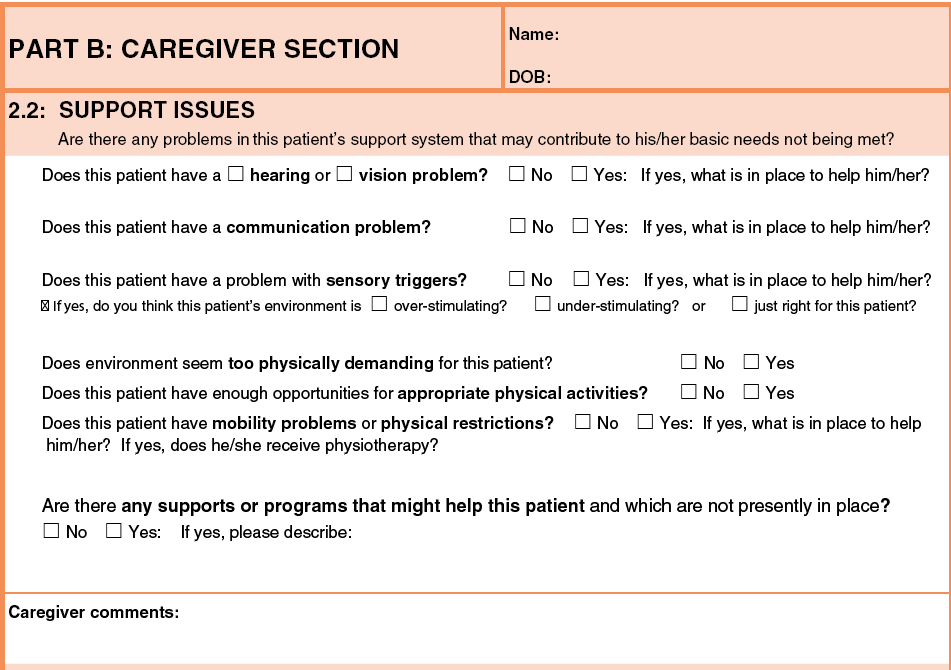 PART B: CAREGIVER SECTION
Name:
DOB:
2.2: SUPPORT ISSUES
Are there any problems in this patient's support system that may contribute to his/her basic needs not being met?
Does this patient have a ☐ hearing or ☐ vision problem? ☐ No ☐ Yes: If yes, what is in place to help him/her?
Does this patient have a communication problem? ☐ No ☐ Yes: If yes, what is in place to help him/her?
Does this patient have a problem with sensory triggers? ☐ No ☐ Yes: If yes, what is in place to help him/her?
If yes, do you think this patient's environment is ☐ over-stimulating? ☐ under-stimulating? or ☐ just right for this patient?
Does environment seem too physically demanding for this patient? ☐ No ☐ Yes
Does this patient have enough opportunities for appropriate physical activities? ☐ No ☐ Yes
Does this patient have mobility problems or physical restrictions? ☐ No ☐ Yes: If yes, what is in place to help
him/her? If yes, does he/she receive physiotherapy?
Are there any supports or programs that might help this patient and which are not presently in place?
☐ No ☐ Yes: If yes, please describe:
Caregiver comments: